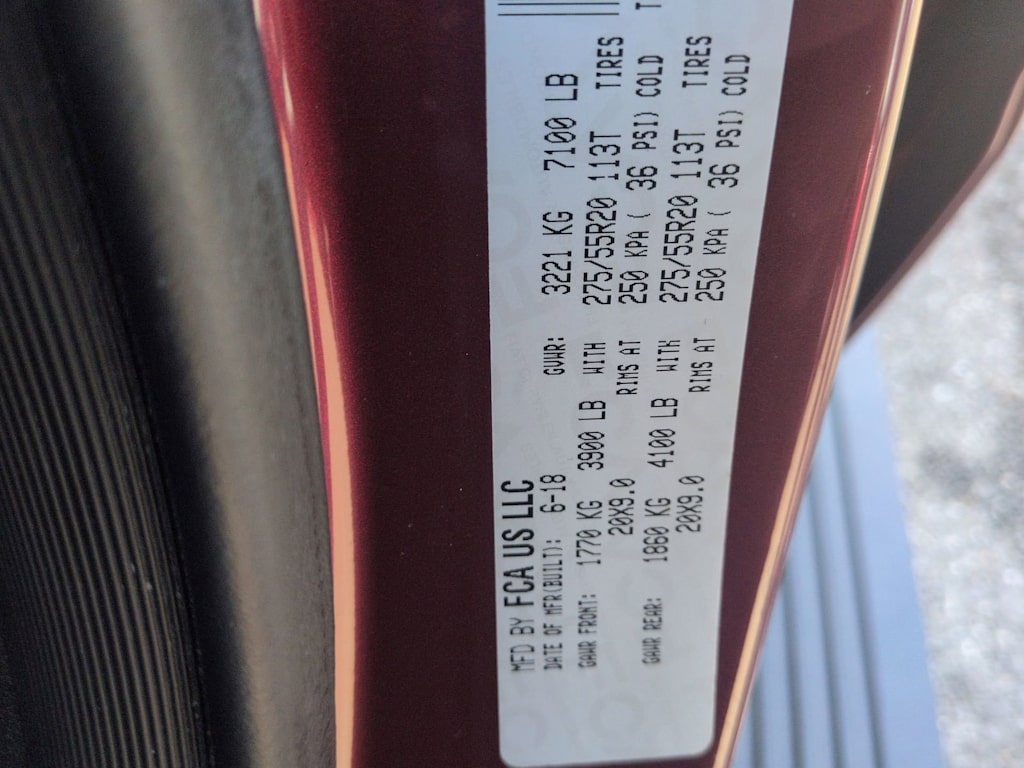 MFD BY FCA US LLC
DATE OF MFR(BUILT): 6-18 GVWR: 3221 KG 7100 LB
GAWR FRONT: 1770 KG 3900 LB WITH 275/55R20 113T TIRES
20X9.0 RIMS AT 250 KPA ( 36 PSI) COLD
GAWR REAR: 1860 KG 4100 LB WITH 275/55R20 113T TIRES
20X9.0 RIMS AT 250 KPA ( 36 PSI) COLD